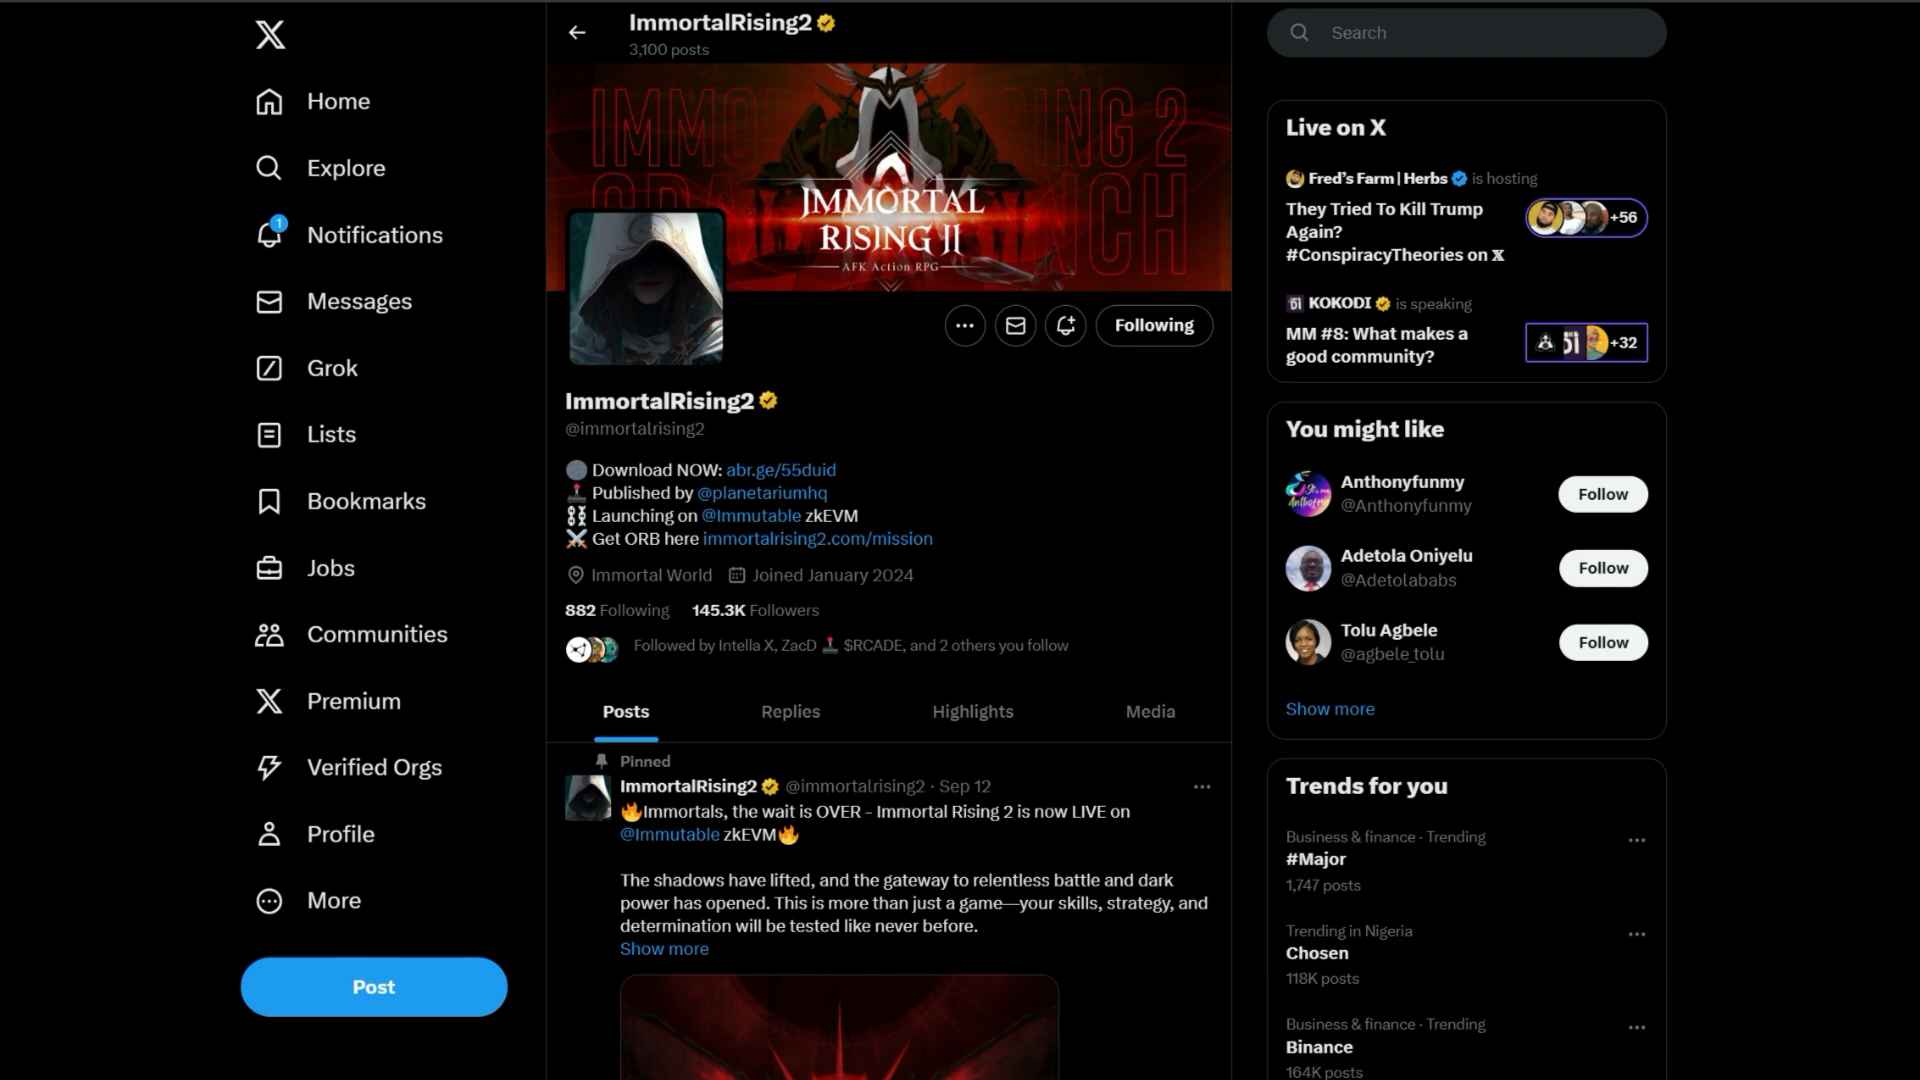 Home
Explore
1
Notifications
Messages
Grok
Lists
Bookmarks
Jobs
Communities
Premium
Verified Orgs
Profile
More
Post
ImmortalRising2
3,100 posts
IMMORTAL
RISING II
AFK Action RPG
Following
ImmortalRising2
@immortalrising2
Download NOW: abr.ge/55duid
Published by @planetariumhq
Launching on @Immutable zkEVM
Get ORB here immortalrising2.com/mission
Immortal World Joined January 2024
882 Following 145.3K Followers
Followed by Intella X, ZacD 🕹️ $RCADE, and 2 others you follow
Posts Replies Highlights Media
Pinned
ImmortalRising2 @immortalrising2 · Sep 12
🔥Immortals, the wait is OVER - Immortal Rising 2 is now LIVE on
@Immutable zkEVM🔥
The shadows have lifted, and the gateway to relentless battle and dark
power has opened. This is more than just a game—your skills, strategy, and
determination will be tested like never before.
Show more
Search
Live on X
Fred's Farm | Herbs is hosting
They Tried To Kill Trump
Again?
#ConspiracyTheories on 𝕏
+56
KOKODI is speaking
MM #8: What makes a
good community?
+32
You might like
Anthonyfunmy
@Anthonyfunmy
Follow
Adetola Oniyelu
@Adetolababs
Follow
Tolu Agbele
@agbele_tolu
Follow
Show more
Trends for you
Business & finance · Trending
#Major
1,747 posts
Trending in Nigeria
Chosen
118K posts
Business & finance · Trending
Binance
164K posts